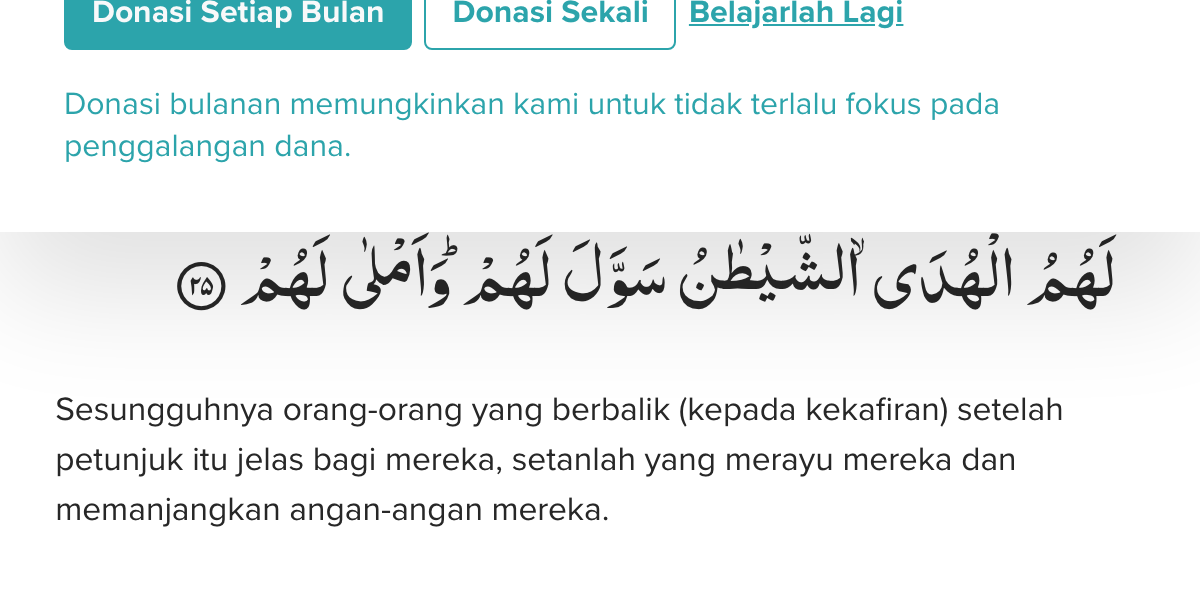 Donasi Setiap Bulan Donasi Sekali Belajarlah Lagi
Donasi bulanan memungkinkan kami untuk tidak terlalu fokus pada
penggalangan dana.
لَهُمُ الْهُدَى ۙالشَّيْطٰنُ سَوَّلَ لَهُمْ ۗوَاَمْلٰى لَهُمْ ۲۵
Sesungguhnya orang-orang yang berbalik (kepada kekafiran) setelah
petunjuk itu jelas bagi mereka, setanlah yang merayu mereka dan
memanjangkan angan-angan mereka.